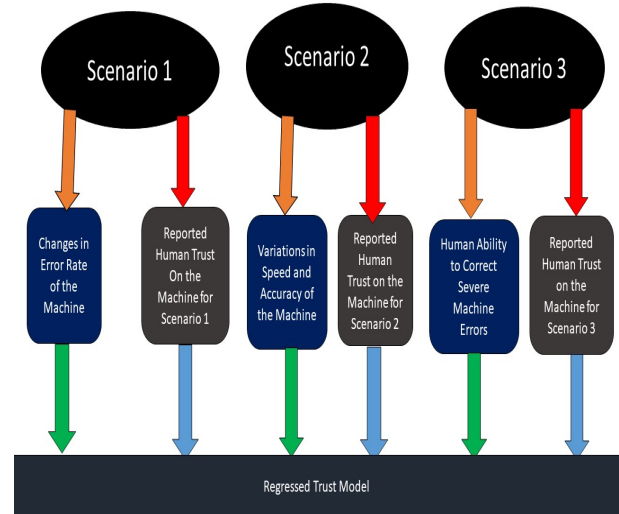 Scenario 1
Scenario 2
Scenario 3
Changes in
Error Rate
of the
Machine
Reported
Human Trust
On the
Machine for
Scenario 1
Variations in
Speed and
Accuracy of
the Machine
Reported
Human
Trust on the
Machine for
Scenario 2
Human Ability
to Correct
Severe
Machine
Errors
Reported
Human Trust
on the
Machine for
Scenario 3
Regressed Trust Model